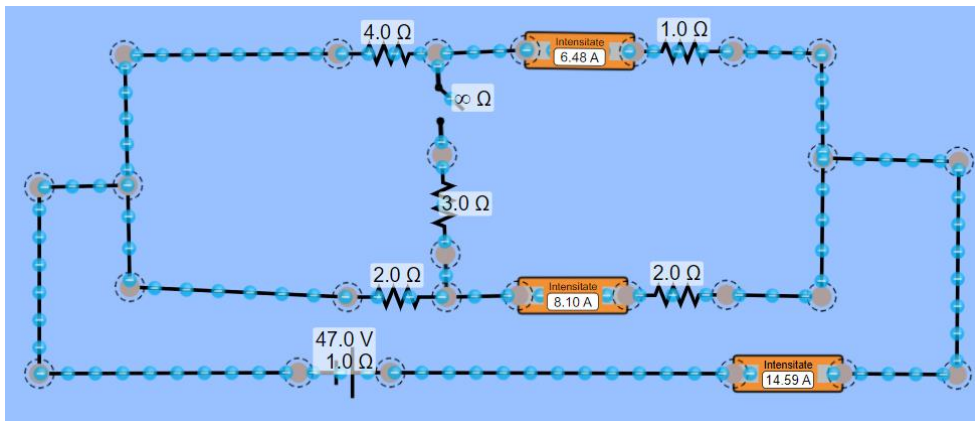 4.0 Ω
Intensitate
6.48 A
1.0 Ω
∞ Ω
3.0 Ω
2.0 Ω
Intensitate
8.10 A
2.0 Ω
47.0 V
1.0 Ω
Intensitate
14.59 A